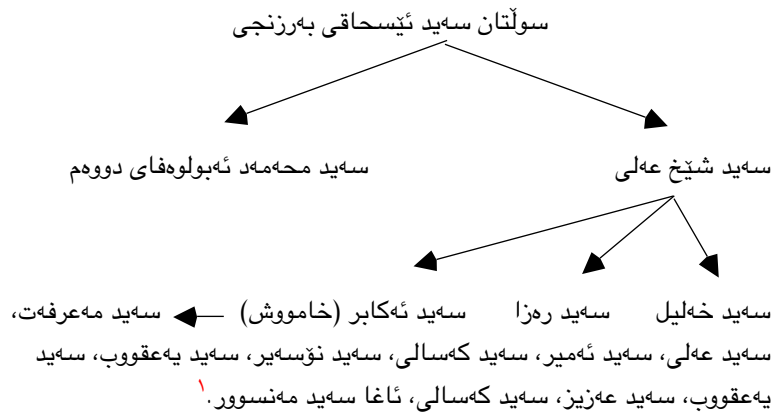 سوڵتان سەید ئێسحاقی بەرزنجی
سەید شێخ عەلی سەید محەمەد ئەبولوەفای دووەم
سەید خەلیل سەید رەزا سەید ئەکابر (خامووش) سەید مەعرفەت،
سەید عەلی، سەید ئەمیر، سەید کەسالی، سەید نۆسەیر، سەید یەعقووب، سەید
یەعقووب، سەید عەزیز، سەید کەسالی، ئاغا سەید مەنسوور.١